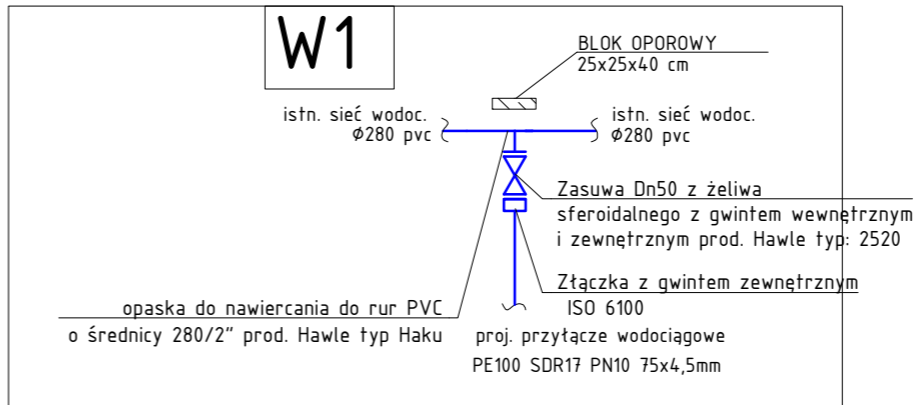 W1
BLOK OPOROWY
25x25x40 cm
istn. sieć wodoc.
Ø280 pvc
istn. sieć wodoc.
Ø280 pvc
Zasuwa Dn50 z żeliwa
sferoidalnego z gwintem wewnętrznym
i zewnętrznym prod. Hawle typ: 2520
Złączka z gwintem zewnętrznym
ISO 6100
opaska do nawiercania do rur PVC
o średnicy 280/2" prod. Hawle typ Haku
proj. przyłącze wodociągowe
PE100 SDR17 PN10 75x4,5mm